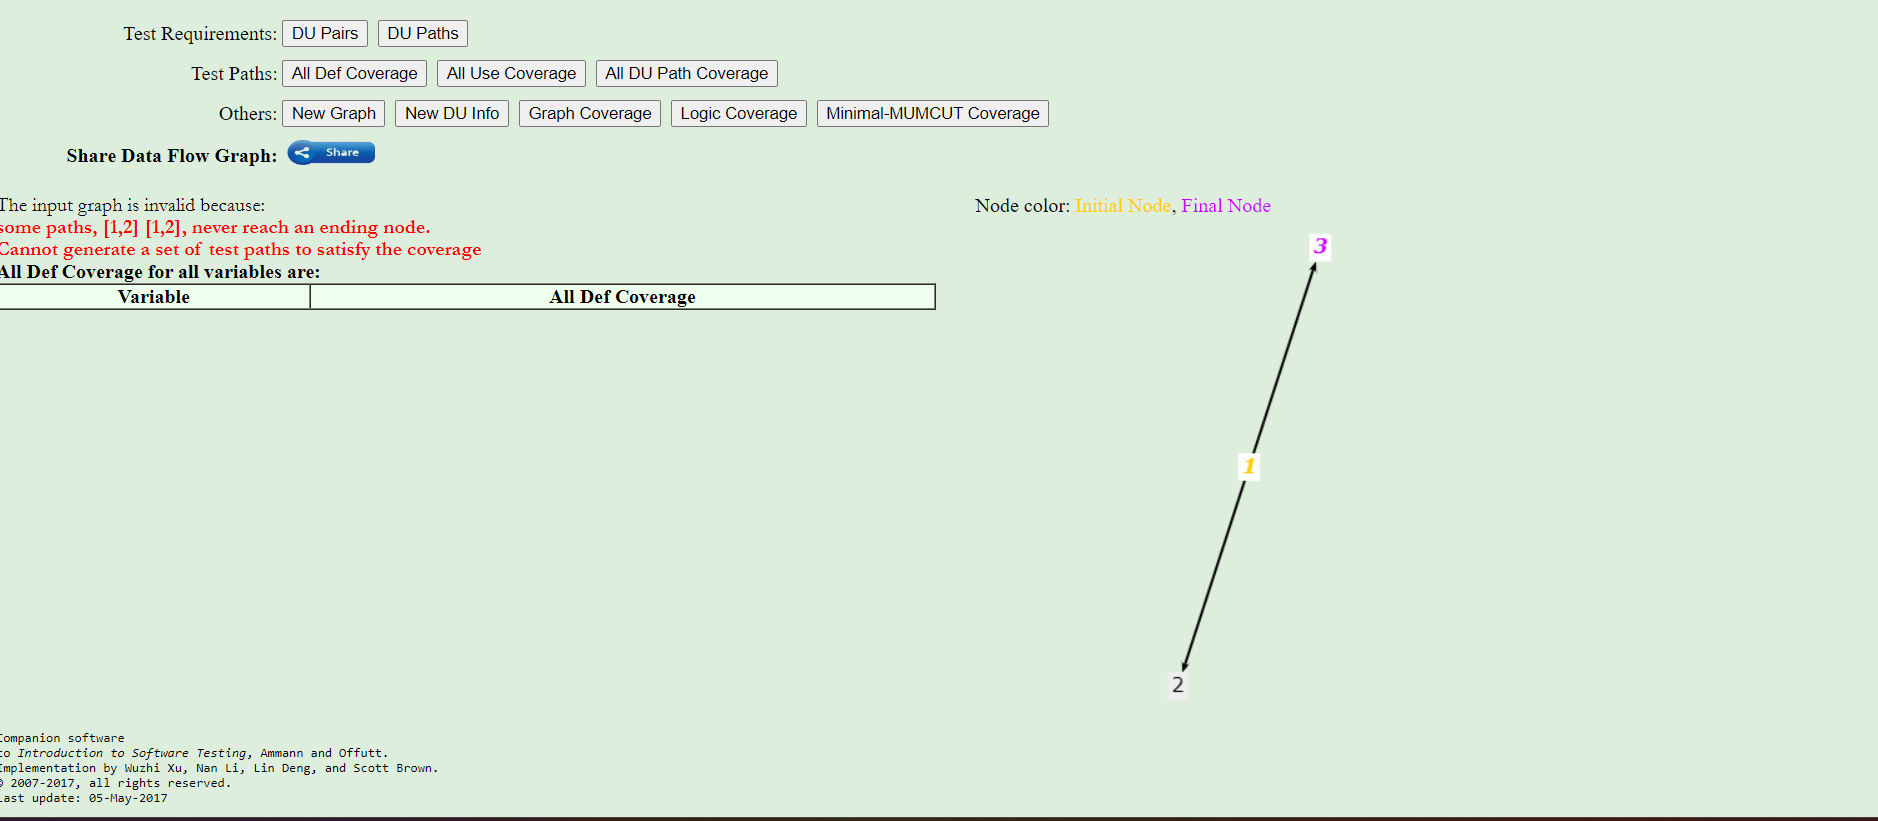 Test Requirements: DU Pairs DU Paths
Test Paths: All Def Coverage All Use Coverage All DU Path Coverage
Others: New Graph New DU Info Graph Coverage Logic Coverage Minimal-MUMCUT Coverage
Share Data Flow Graph: Share
The input graph is invalid because:
some paths, [1,2] [1,2], never reach an ending node.
Cannot generate a set of test paths to satisfy the coverage
All Def Coverage for all variables are:
Variable All Def Coverage
Node color: Initial Node, Final Node
3
1
2
Companion software
to Introduction to Software Testing, Ammann and Offutt.
Implementation by Wuzhi Xu, Nan Li, Lin Deng, and Scott Brown.
© 2007-2017, all rights reserved.
Last update: 05-May-2017